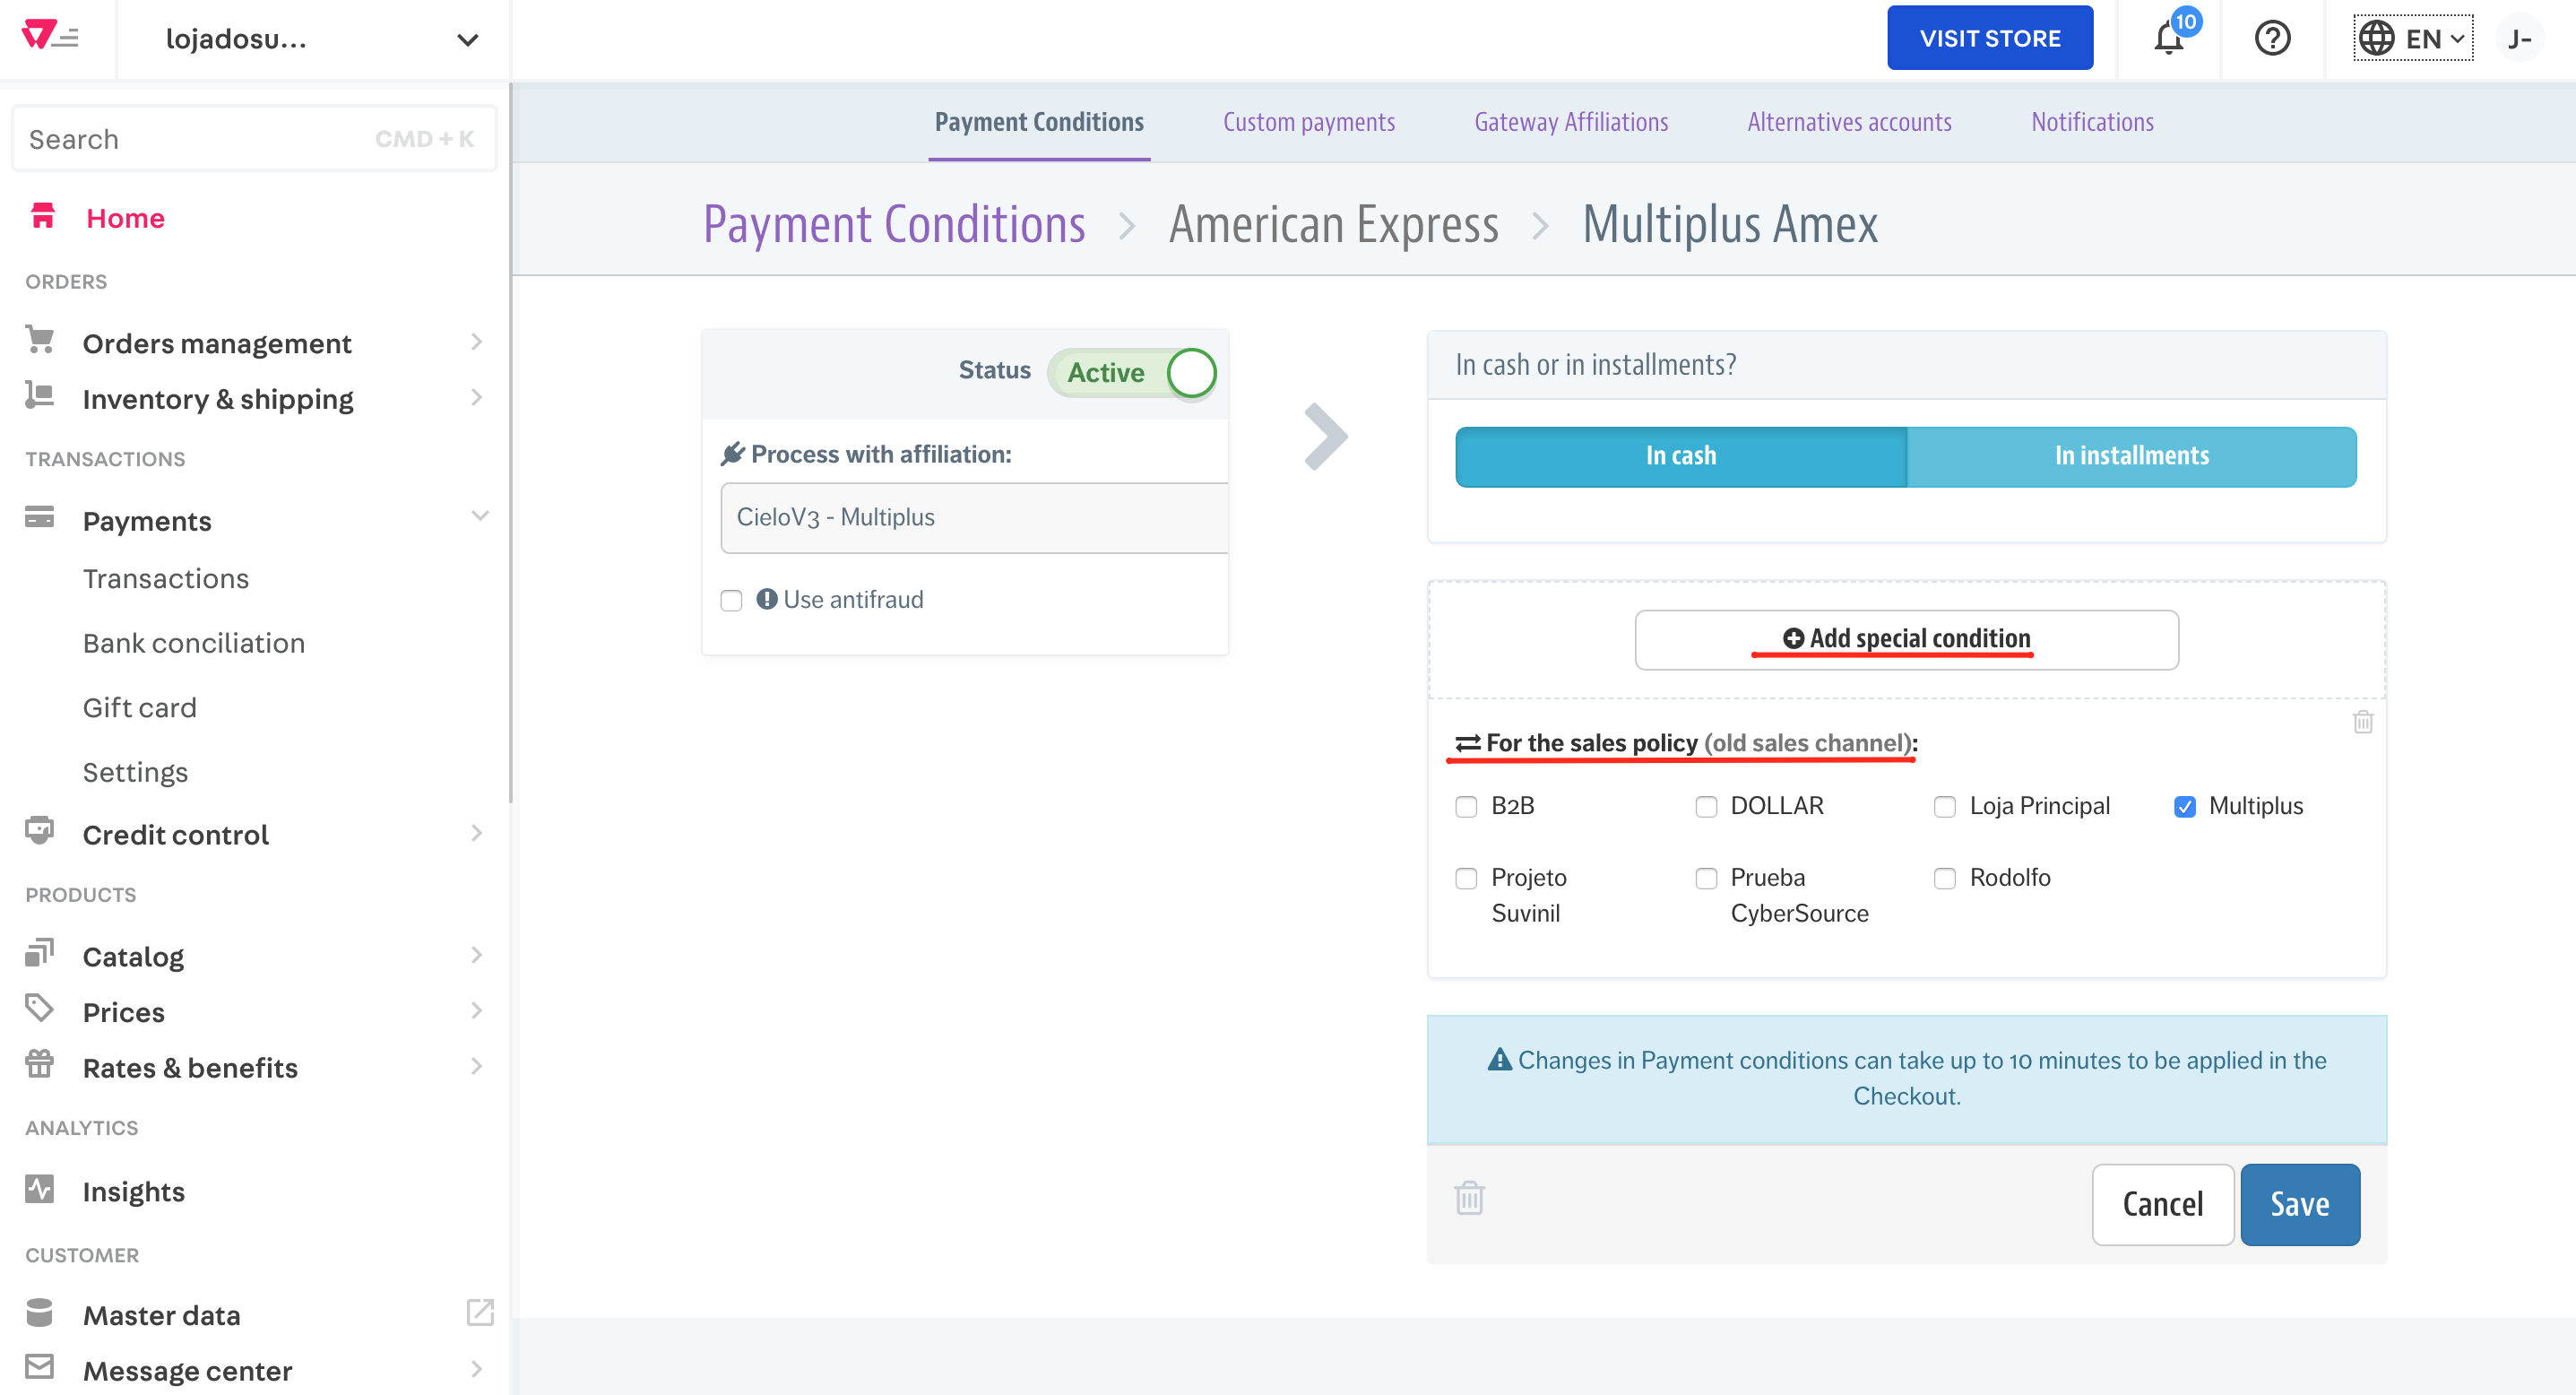 lojadosu...
VISIT STORE
10
EN
J-
Search
CMD + K
Home
ORDERS
Orders management
Inventory & shipping
TRANSACTIONS
Payments
Transactions
Bank conciliation
Gift card
Settings
Credit control
PRODUCTS
Catalog
Prices
Rates & benefits
ANALYTICS
Insights
CUSTOMER
Master data
Message center
Payment Conditions
Custom payments
Gateway Affiliations
Alternatives accounts
Notifications
Payment Conditions > American Express > Multiplus Amex
Status
Active
Process with affiliation:
CieloV3 - Multiplus
Use antifraud
In cash or in installments?
In cash
In installments
Add special condition
For the sales policy (old sales channel):
B2B
DOLLAR
Loja Principal
Multiplus
Projeto
Suvinil
Prueba
CyberSource
Rodolfo
Changes in Payment conditions can take up to 10 minutes to be applied in the
Checkout.
Cancel
Save